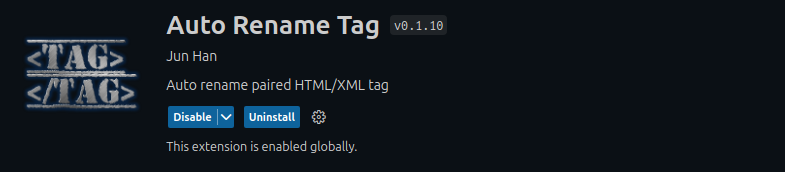 <TAG>
</TAG>
Auto Rename Tag v0.1.10
Jun Han
Auto rename paired HTML/XML tag
Disable Uninstall
This extension is enabled globally.